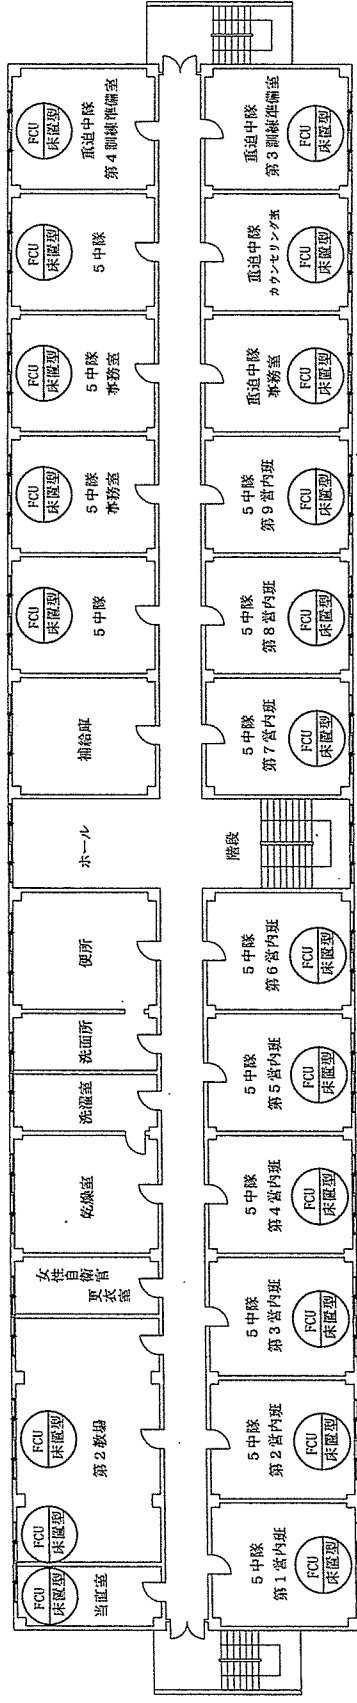 FCU
床置型
当直室
FCU
床置型
FCU
床置型
第2教場
女性自衛官
更衣室
乾燥室
洗濯室
洗面所
便所
ホール
補給庫
FCU
床置型
5中隊
FCU
床置型
5中隊
事務室
FCU
床置型
5中隊
事務室
FCU
床置型
5中隊
FCU
床置型
重迫中隊
第4訓練準備室
5中隊
第1営内班
FCU
床置型
5中隊
第2営内班
FCU
床置型
5中隊
第3営内班
FCU
床置型
5中隊
第4営内班
FCU
床置型
5中隊
第5営内班
FCU
床置型
5中隊
第6営内班
FCU
床置型
階段
5中隊
第7営内班
FCU
床置型
5中隊
第8営内班
FCU
床置型
5中隊
第9営内班
FCU
床置型
重迫中隊
事務室
FCU
床置型
重迫中隊
カウンセリング室
FCU
床置型
重迫中隊
第3訓練準備室
FCU
床置型